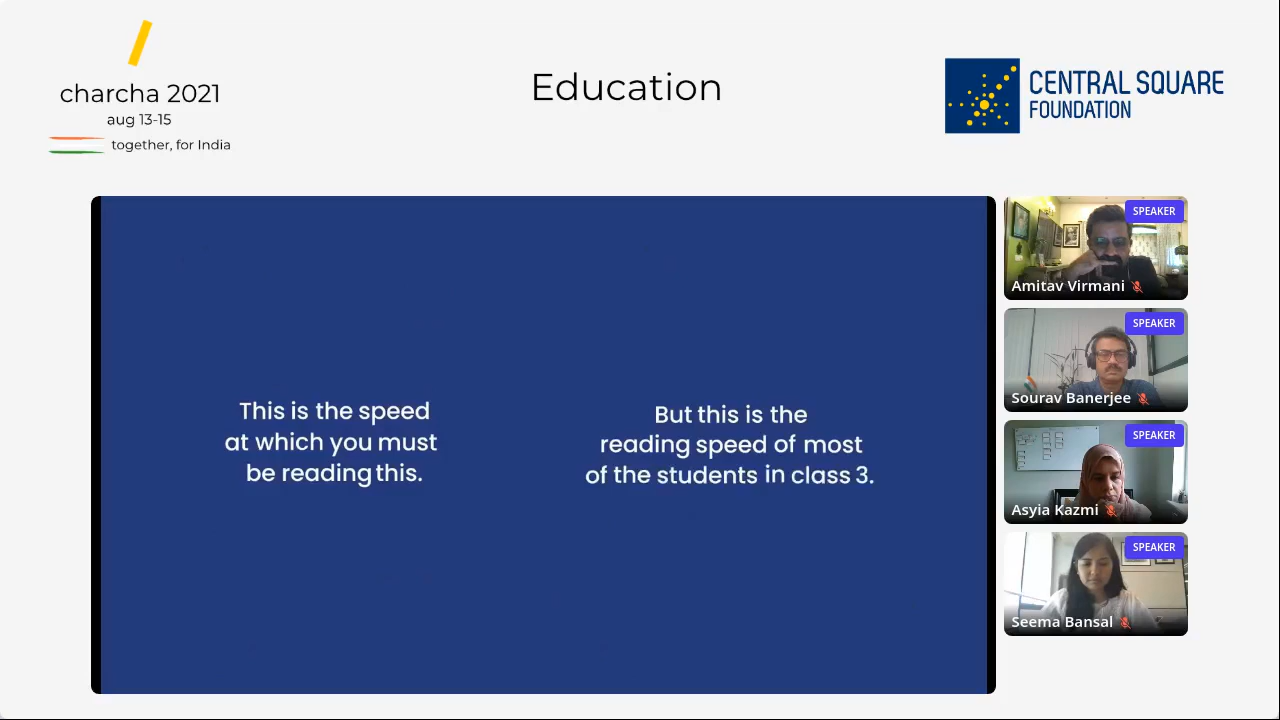 charcha 2021
aug 13-15
together, for India
Education
CENTRAL SQUARE
FOUNDATION
This is the speed
at which you must
be reading this.
But this is the
reading speed of most
of the students in class 3.
SPEAKER
Amitav Virmani
SPEAKER
Sourav Banerjee
SPEAKER
Asyia Kazmi
SPEAKER
Seema Bansal